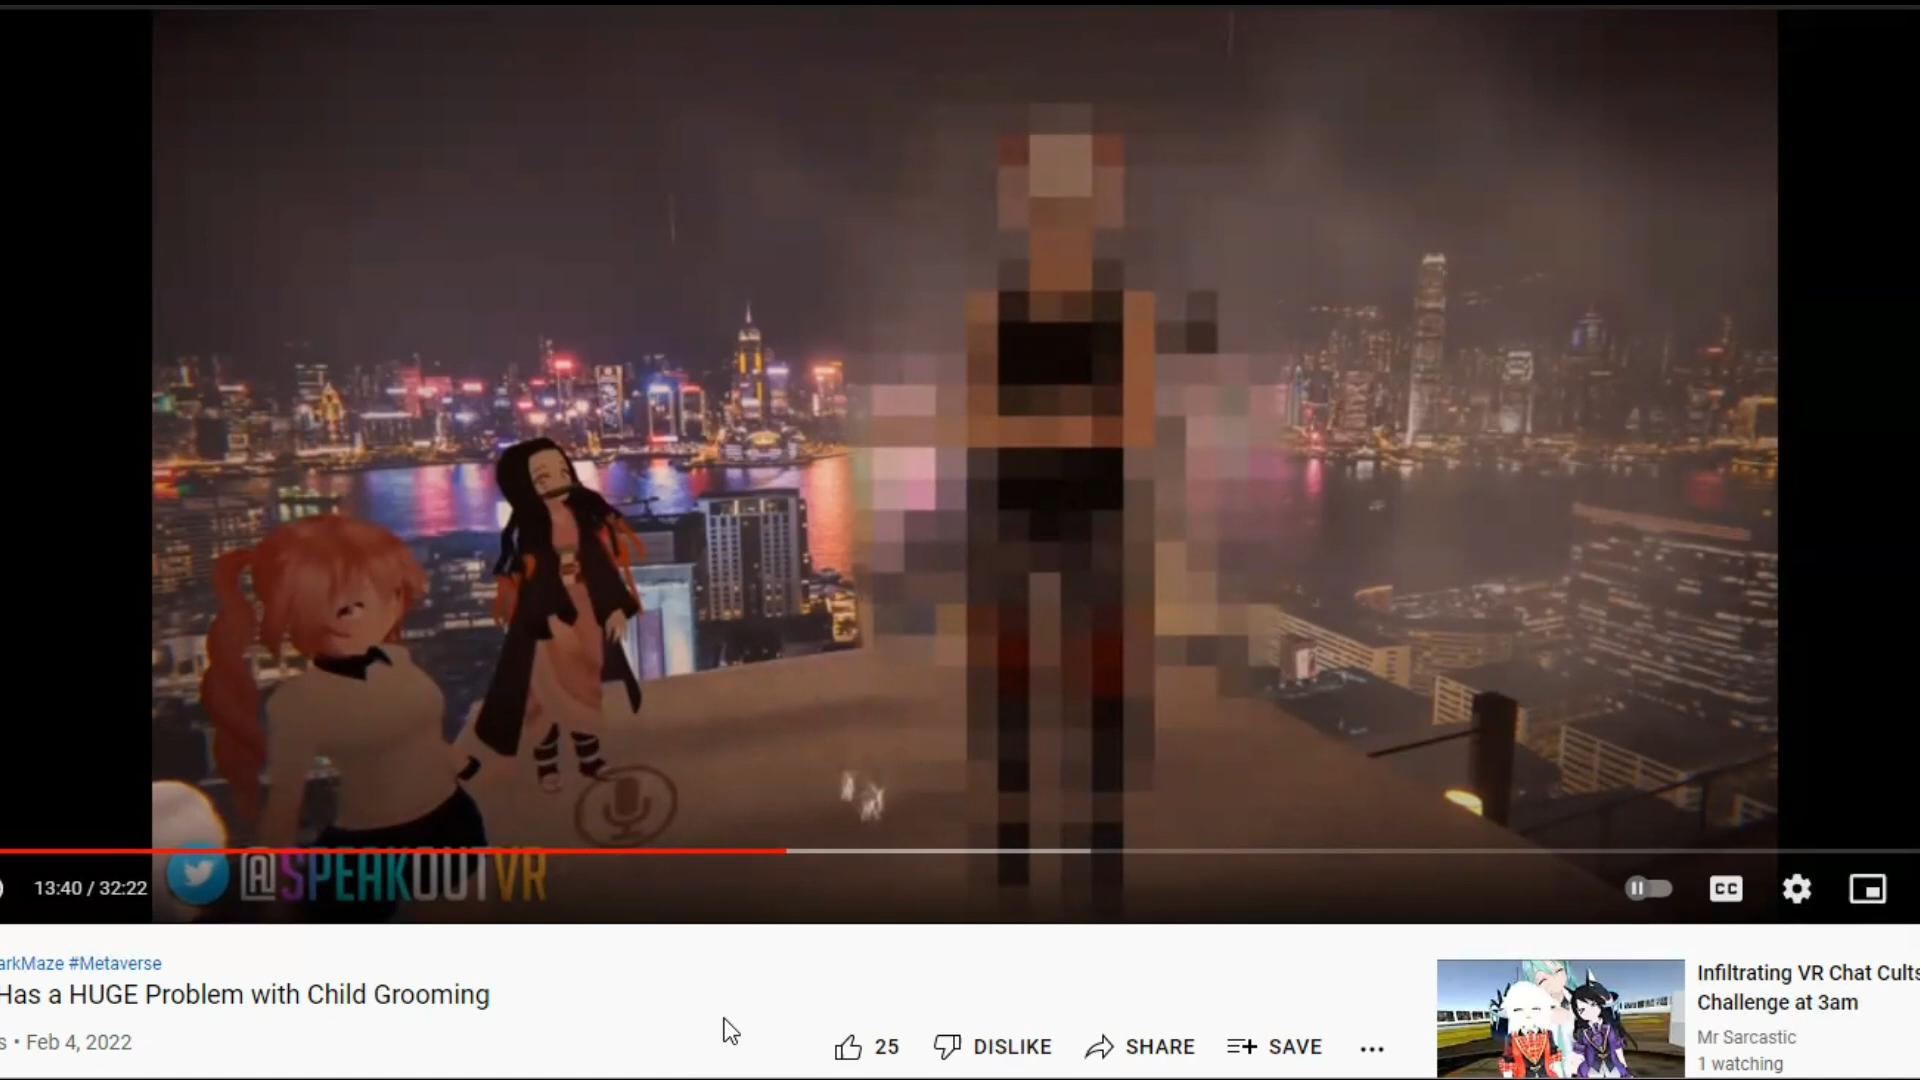 @SPEAKOUTVR
13:40 / 32:22
CC
arkMaze #Metaverse
Has a HUGE Problem with Child Grooming
s • Feb 4, 2022
25
DISLIKE
SHARE
SAVE
Infiltrating VR Chat Cults
Challenge at 3am
Mr Sarcastic
1 watching